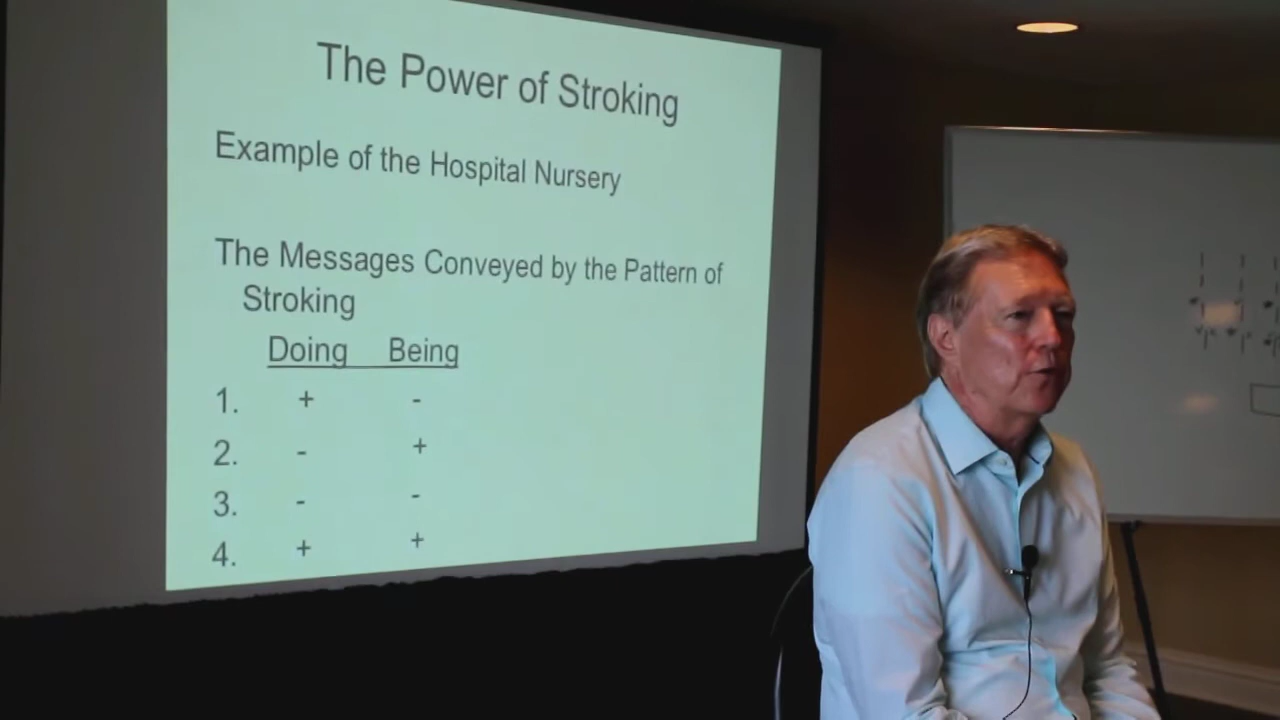 The Power of Stroking
Example of the Hospital Nursery
The Messages Conveyed by the Pattern of
Stroking
Doing Being
1. + -
2. - +
3. - -
4. + +